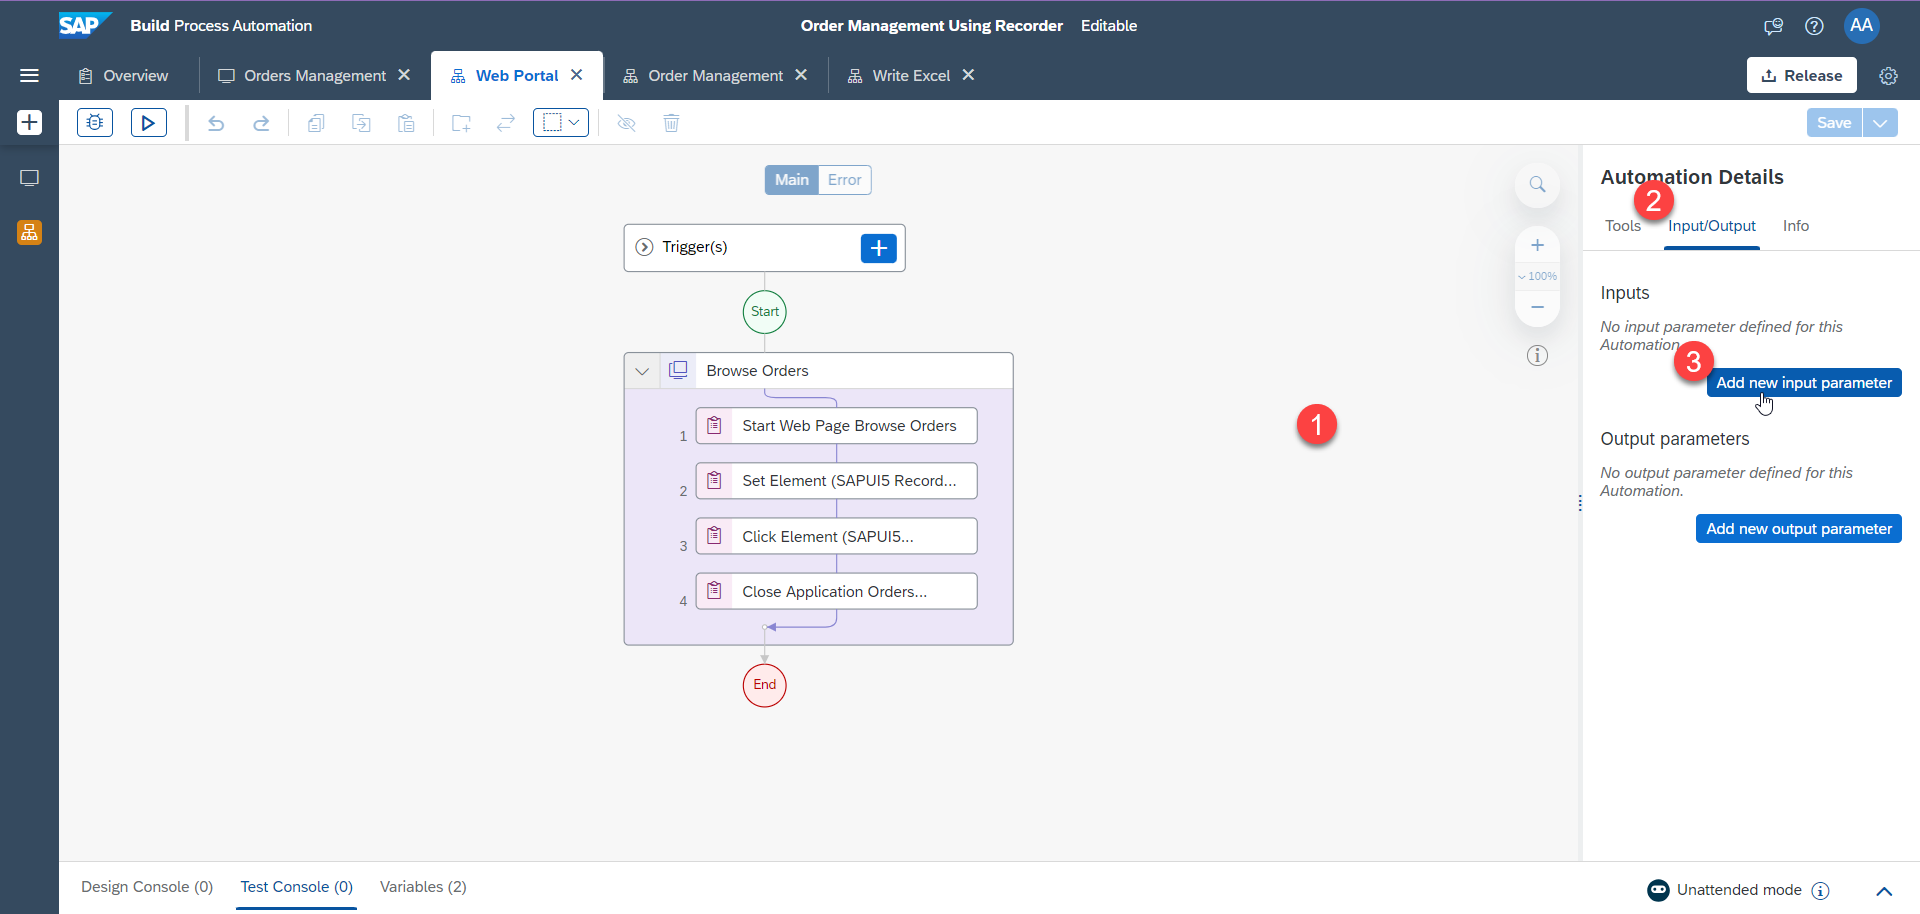 SAP Build Process Automation
Order Management Using Recorder Editable
AA
Overview
Orders Management
Web Portal
Order Management
Write Excel
Release
Save
Main Error
Trigger(s)
Start
Browse Orders
1 Start Web Page Browse Orders
2 Set Element (SAPUI5 Record...
3 Click Element (SAPUI5...
4 Close Application Orders...
End
100%
1
Automation Details
2
Tools Input/Output Info
Inputs
No input parameter defined for this
Automation.
3
Add new input parameter
Output parameters
No output parameter defined for this
Automation.
Add new output parameter
Design Console (0) Test Console (0) Variables (2)
Unattended mode